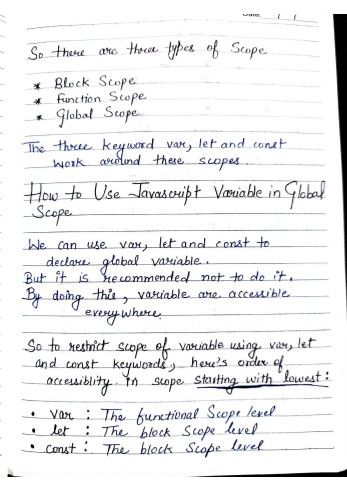 Date: / /
So there are three types of Scope
* Block Scope
* Function Scope
* Global Scope
The three keyword var, let and const
work around these scopes.
How to Use Javascript Variable in Global
Scope
We can use var, let and const to
declare global variable.
But it is recommended not to do it.
By doing this, variable are accessible
everywhere.
So to restrict scope of variable using var, let
and const keywords, here's order of
accessiblity in scope starting with lowest:
• var : The functional Scope level
• let : The block Scope level
• const : The block Scope level